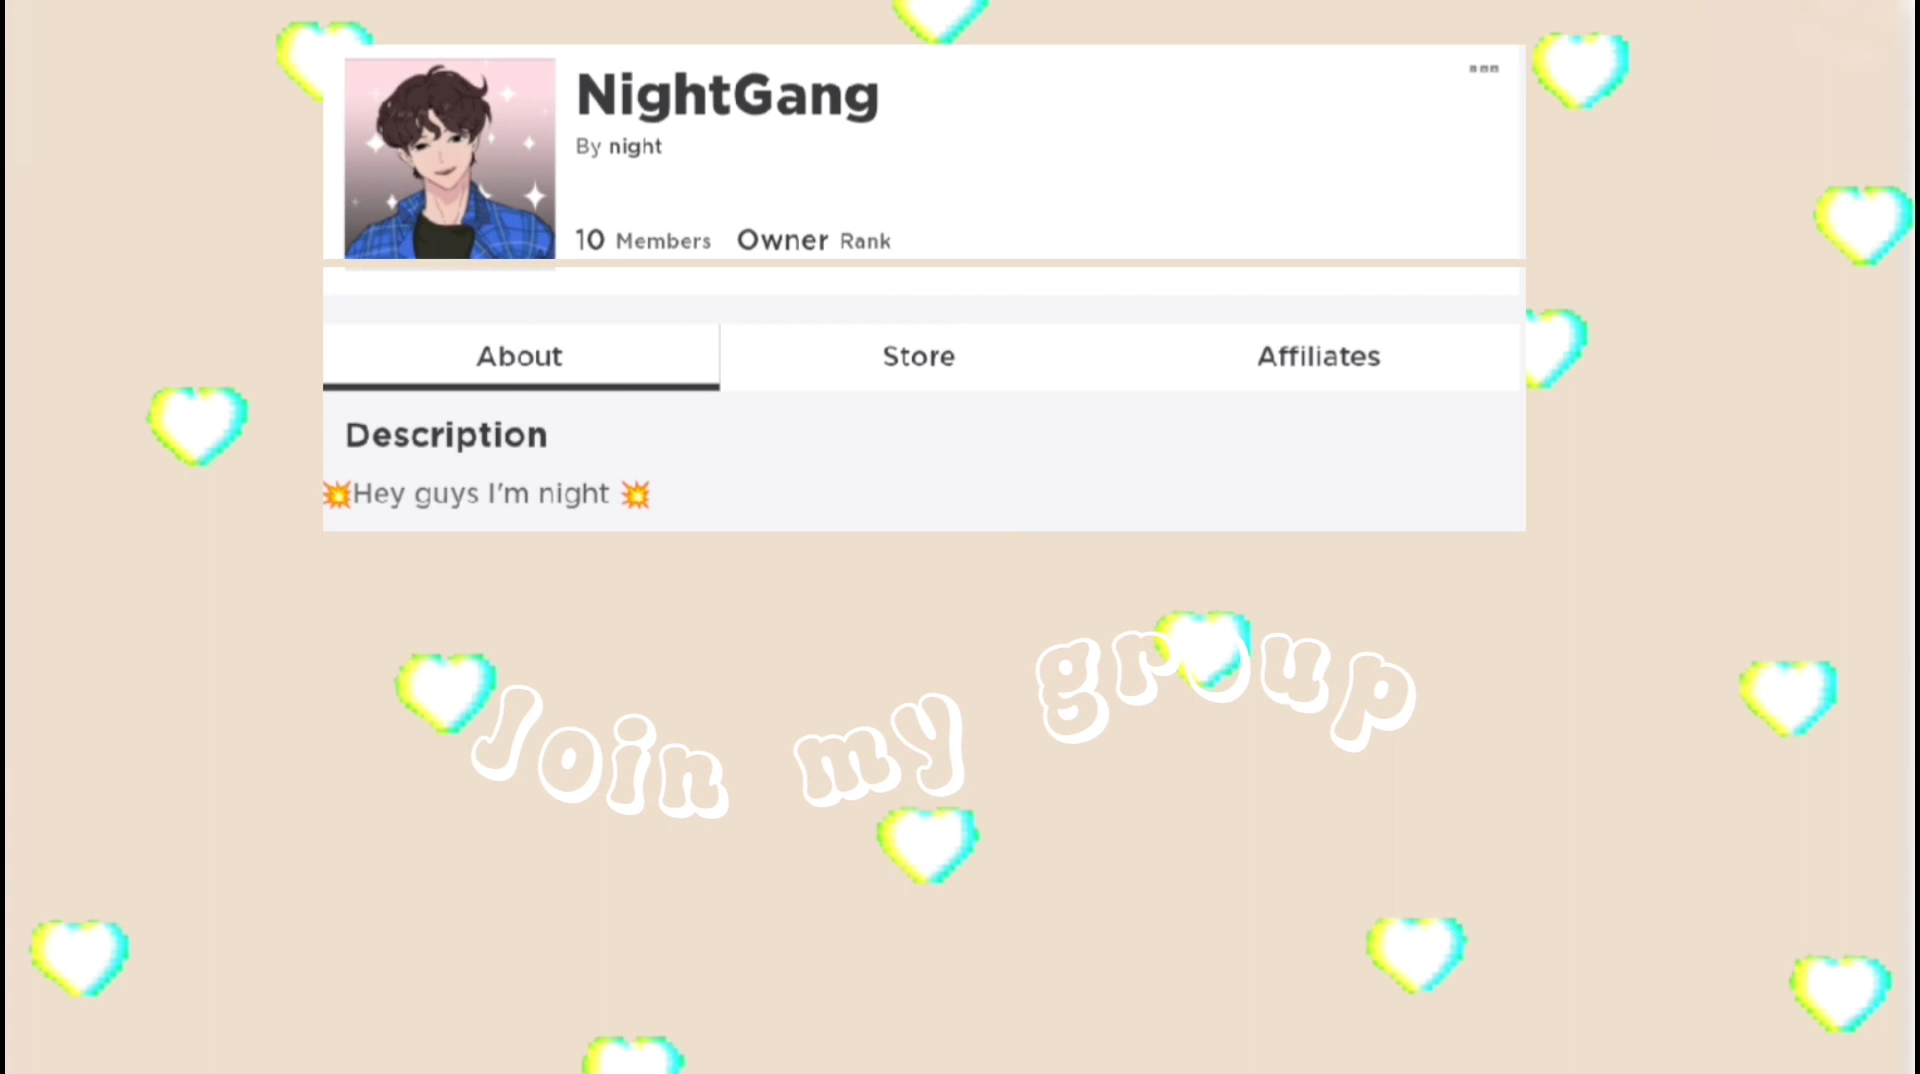 NightGang
By night
10 Members Owner Rank
About Store Affiliates
Description
💥Hey guys I'm night 💥
Join my group